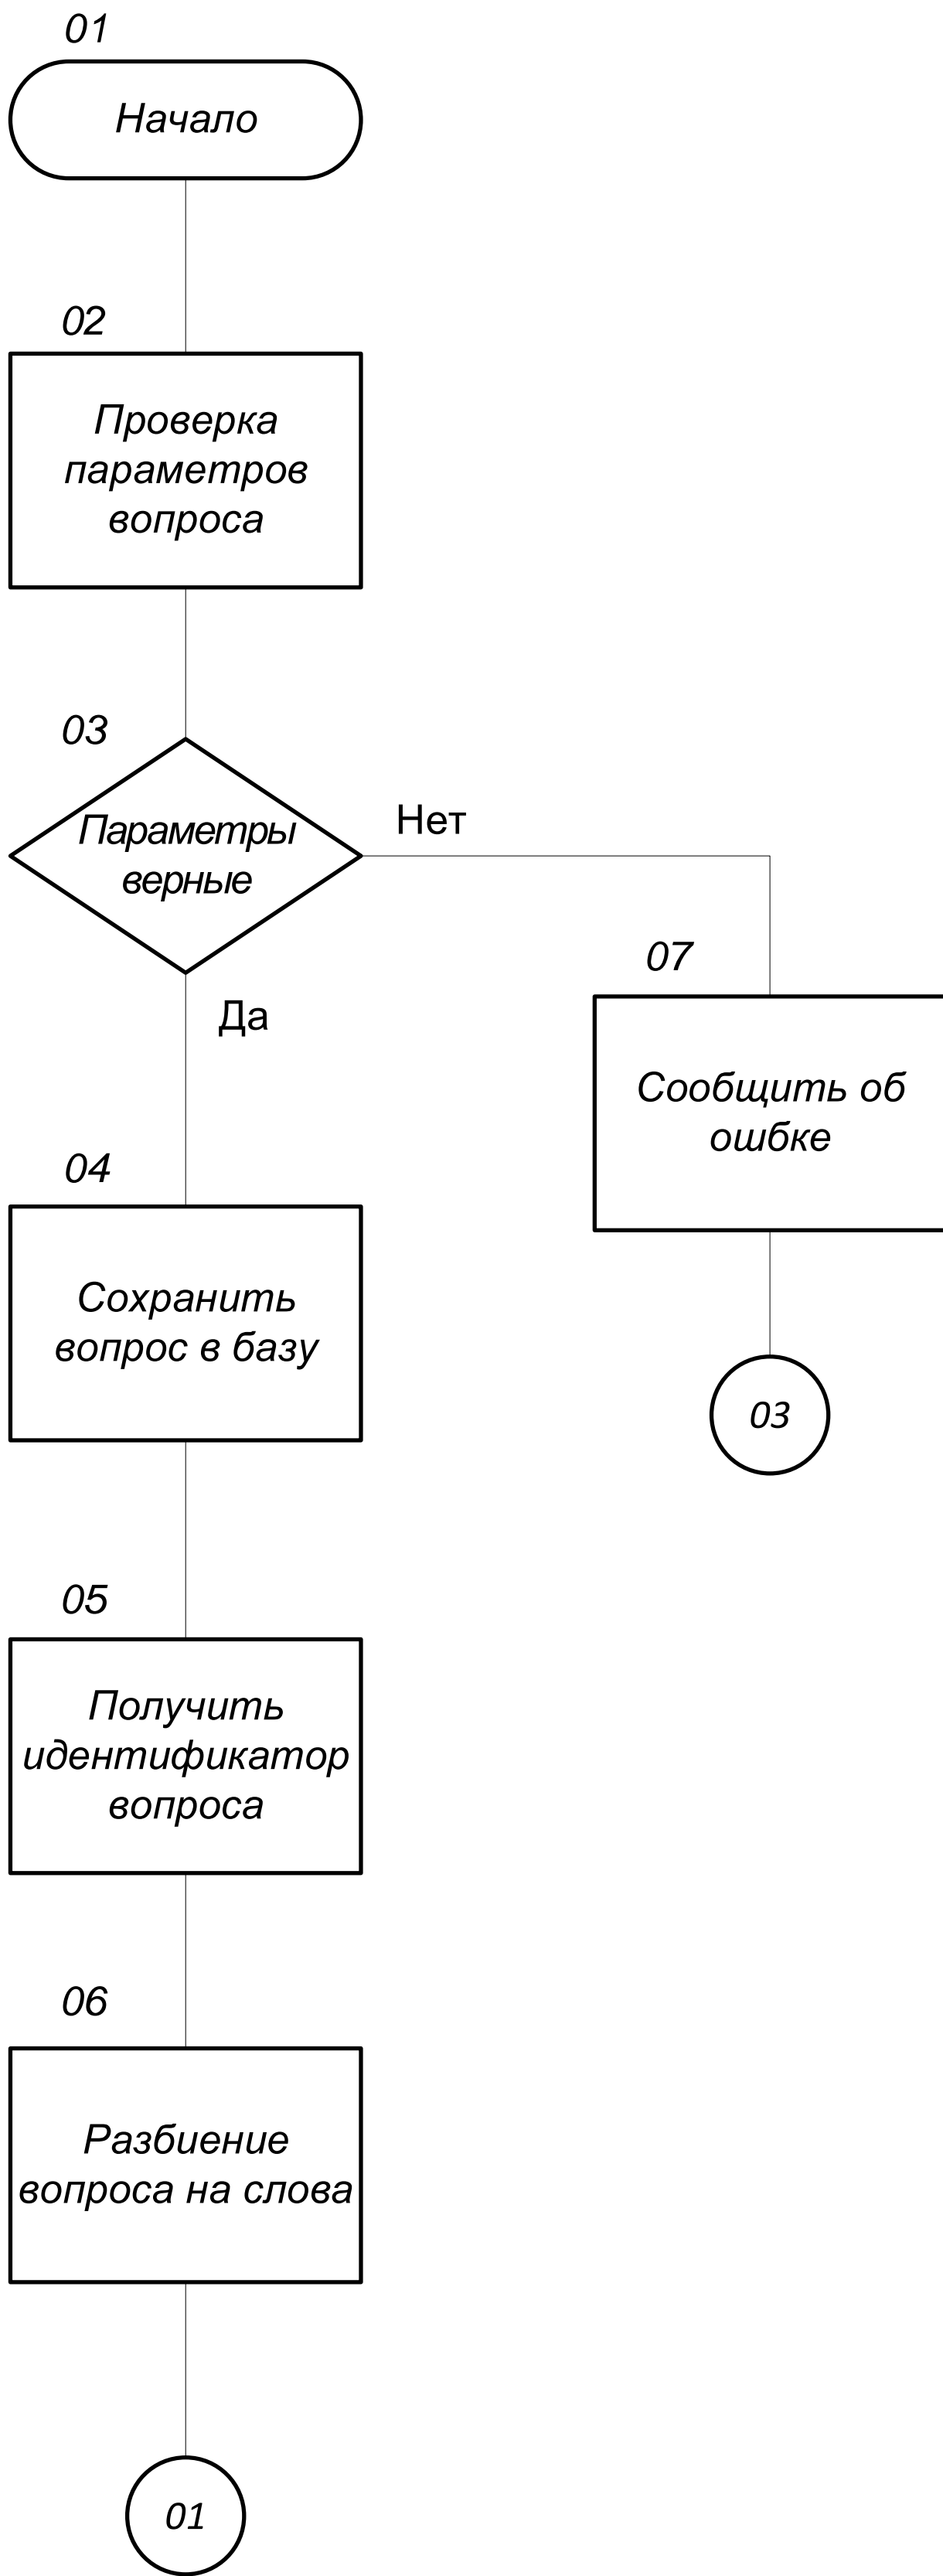 01
Начало
02
Проверка
параметров
вопроса
03
Параметры
верные
Нет
Да
07
Сообщить об
ошбке
04
Сохранить
вопрос в базу
03
05
Получить
идентификатор
вопроса
06
Разбиение
вопроса на слова
01